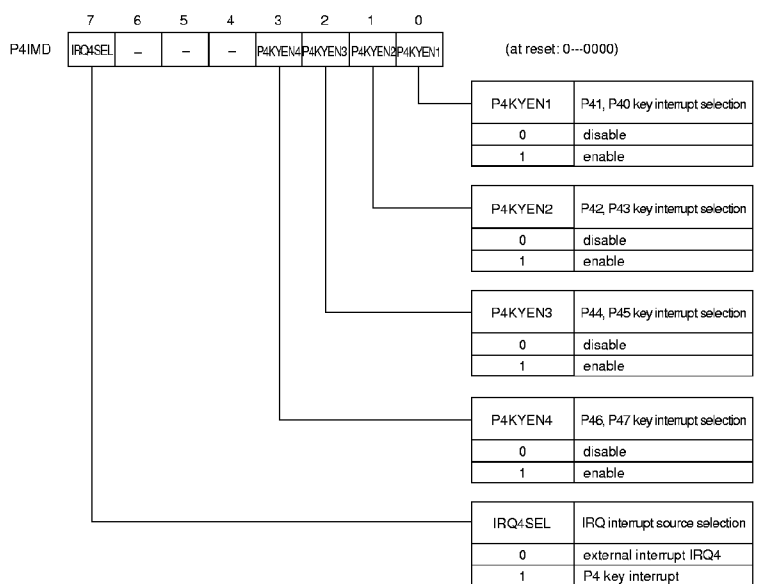 7 6 5 4 3 2 1 0
P4IMD IRQ4SEL – – – P4KYEN4 P4KYEN3 P4KYEN2 P4KYEN1 (at reset: 0---0000)
P4KYEN1 P41, P40 key interrupt selection
0 disable
1 enable
P4KYEN2 P42, P43 key interrupt selection
0 disable
1 enable
P4KYEN3 P44, P45 key interrupt selection
0 disable
1 enable
P4KYEN4 P46, P47 key interrupt selection
0 disable
1 enable
IRQ4SEL IRQ interrupt source selection
0 external interrupt IRQ4
1 P4 key interrupt